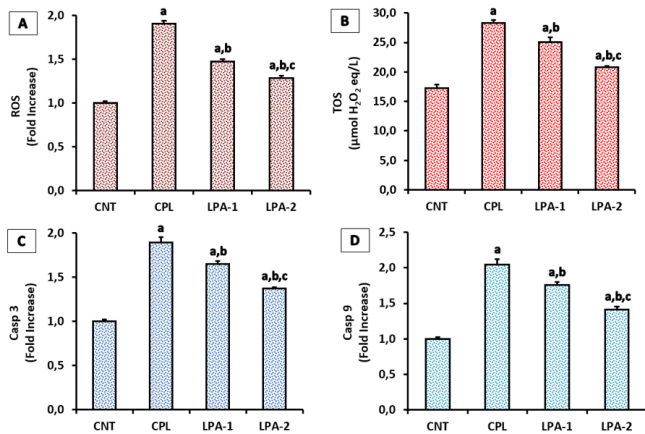 A
ROS
(Fold Increase)
2,0
1,5
1,0
0,5
0,0
a
a,b
a,b,c
CNT CPL LPA-1 LPA-2
B
TOS
(µmol H₂O₂ eq/L)
30,0
25,0
20,0
15,0
10,0
5,0
0,0
a
a,b
a,b,c
CNT CPL LPA-1 LPA-2
C
Casp 3
(Fold Increase)
2,0
1,5
1,0
0,5
0,0
a
a,b
a,b,c
CNT CPL LPA-1 LPA-2
D
Casp 9
(Fold Increase)
2,5
2,0
1,5
1,0
0,5
0,0
a
a,b
a,b,c
CNT CPL LPA-1 LPA-2